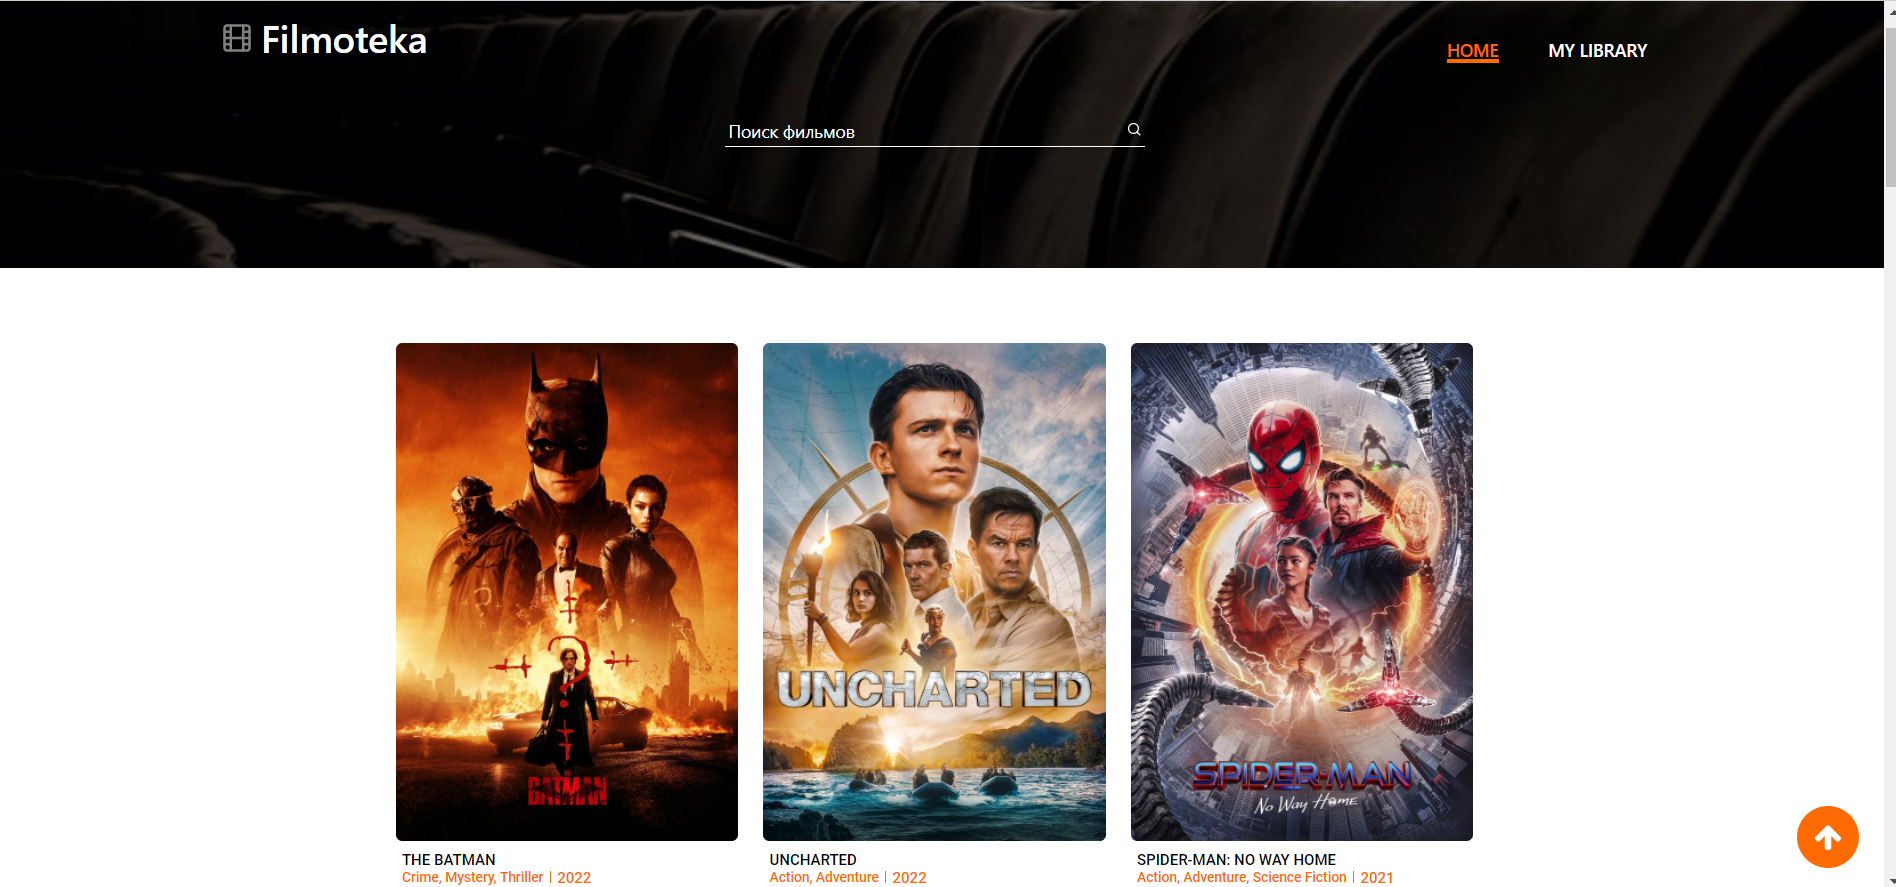 Filmoteka
HOME
MY LIBRARY
Поиск фильмов
THE BATMAN
UNCHARTED
SPIDER-MAN
No Way Home
THE BATMAN
Crime, Mystery, Thriller | 2022
UNCHARTED
Action, Adventure | 2022
SPIDER-MAN: NO WAY HOME
Action, Adventure, Science Fiction | 2021